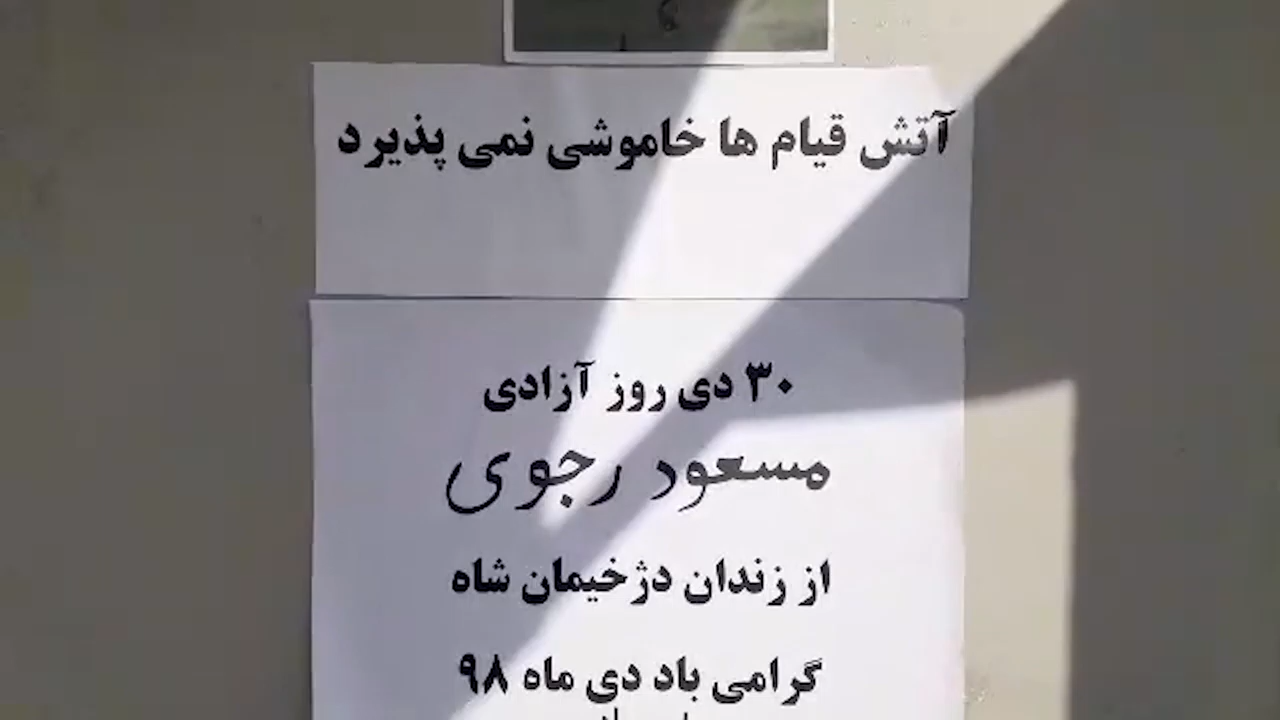 آتش قیام ها خاموشی نمی پذیرد
۳۰ دی روز آزادی
مسعود رجوی
از زندان دژخیمان شاه
گرامی باد دی ماه ۹۸